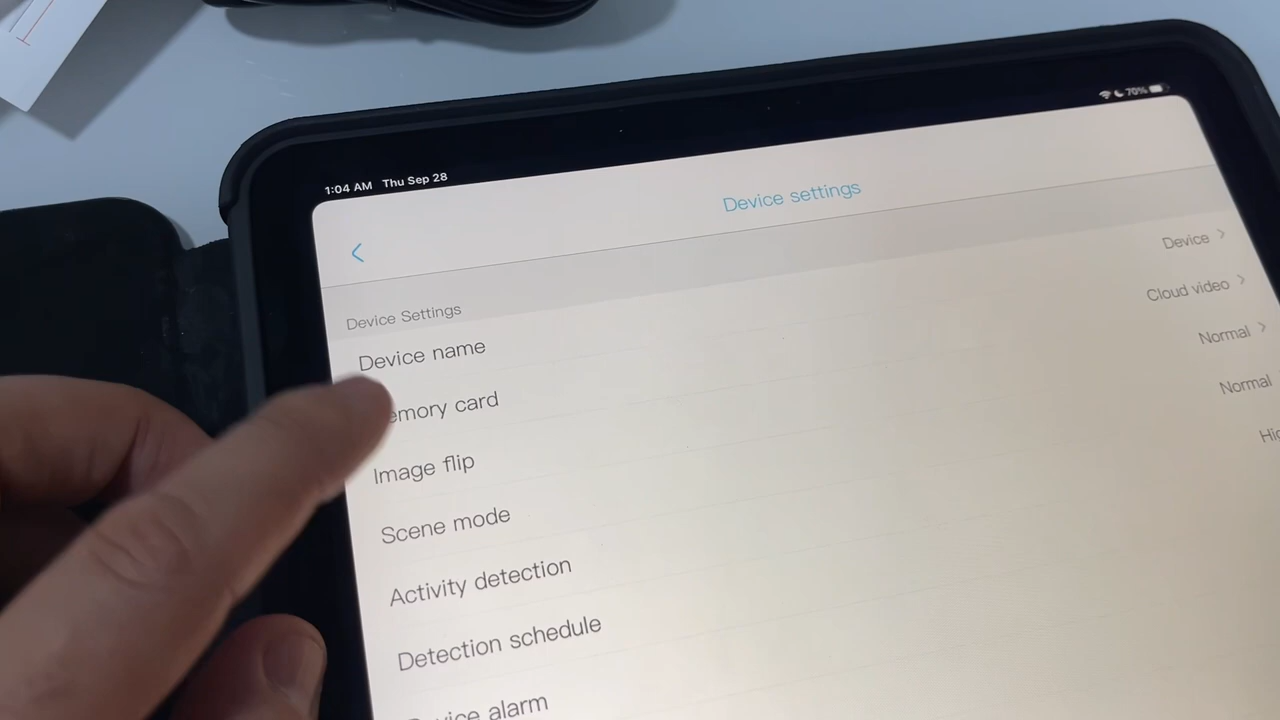 1:04 AM Thu Sep 28
70%
Device settings
Device Settings
Device name Device
emory card Cloud video
Image flip Normal
Scene mode Normal
Activity detection
Detection schedule
alarm